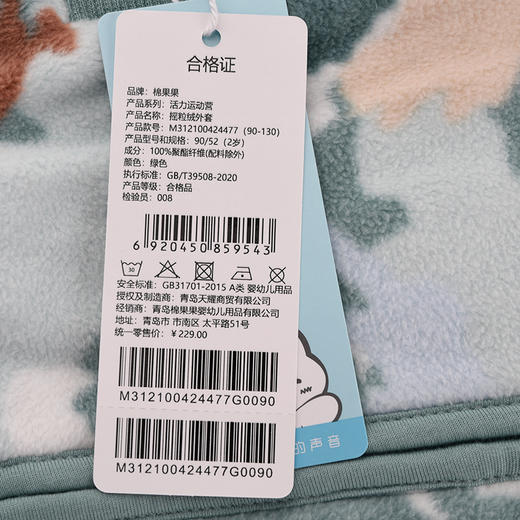 合格证
品牌：棉果果
产品系列：活力运动营
产品名称：摇粒绒外套
产品款号：M312100424477（90-130）
产品型号和规格：90/52（2岁）
成分：100%聚酯纤维(配料除外)
颜色：绿色
执行标准：GB/T39508-2020
产品等级：合格品
检验员：008
6 920450 859543
30
安全标准：GB31701-2015 A类 婴幼儿用品
授权及制造商：青岛天耀商贸有限公司
经销商：青岛棉果果婴幼儿用品有限公司
地址：青岛市 市南区 太平路51号
统一零售价：￥229.00
M312100424477G0090
M312100424477G0090
的声音